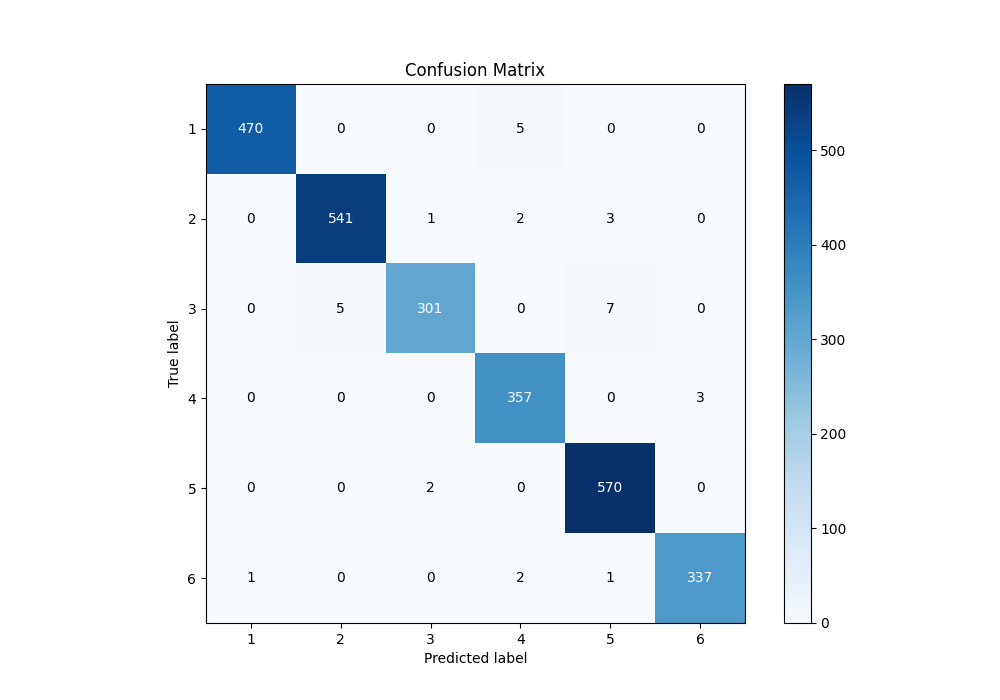 Confusion Matrix
1 470 0 0 5 0 0
2 0 541 1 2 3 0
3 0 5 301 0 7 0
4 0 0 0 357 0 3
5 0 0 2 0 570 0
6 1 0 0 2 1 337
1 2 3 4 5 6
Predicted label
True label
500
400
300
200
100
0